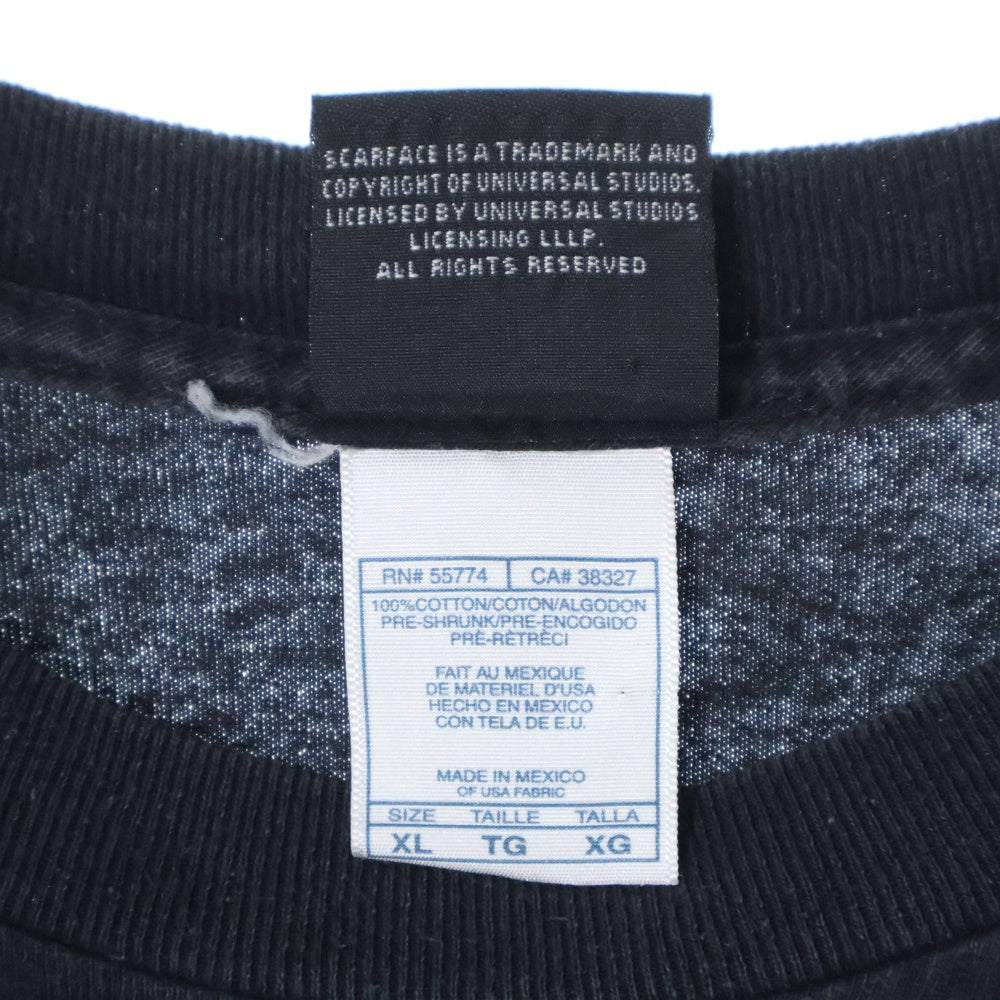 SCARFACE IS A TRADEMARK AND
COPYRIGHT OF UNIVERSAL STUDIOS.
LICENSED BY UNIVERSAL STUDIOS
LICENSING LLLP.
ALL RIGHTS RESERVED
RN# 55774 CA# 38327
100%COTTON/COTON/ALGODON
PRE-SHRUNK/PRE-ENCOGIDO
PRÈ-RÈTRÈCI
FAIT AU MEXIQUE
DE MATERIEL D'USA
HECHO EN MEXICO
CON TELA DE E.U.
MADE IN MEXICO
OF USA FABRIC
SIZE TAILLE TALLA
XL TG XG